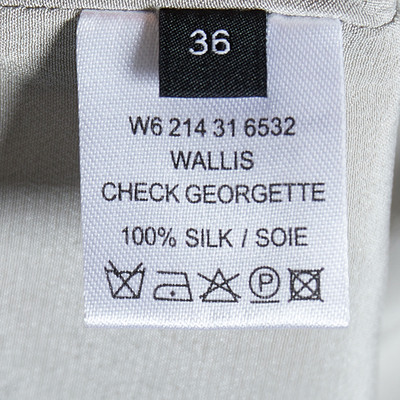 36
W6 214 31 6532
WALLIS
CHECK GEORGETTE
100% SILK / SOIE
P